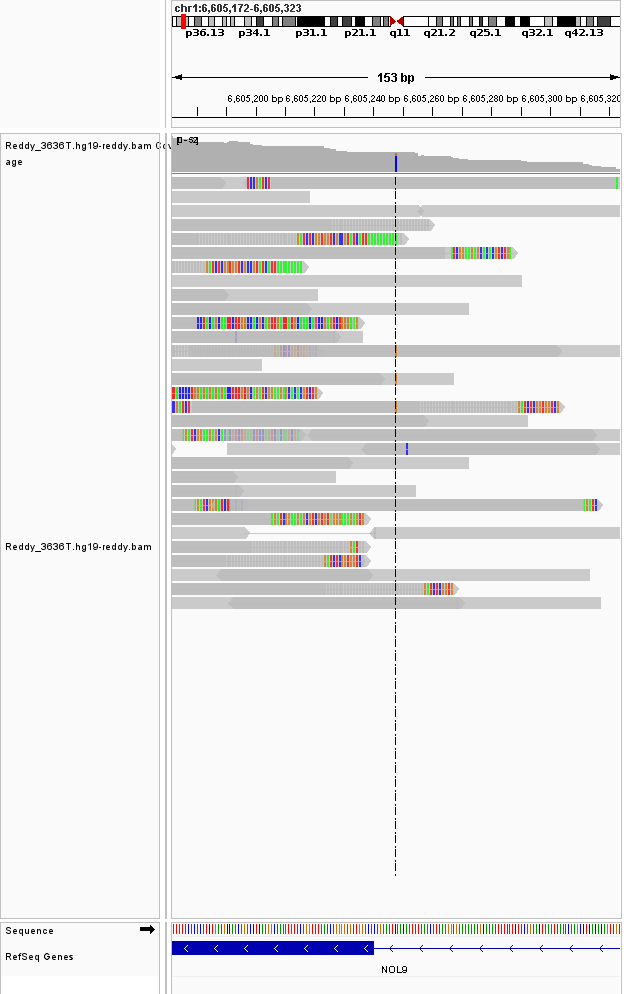 chr1:6,605,172-6,605,323
p36.13 p34.1 p31.1 p21.1 q11 q21.2 q25.1 q32.1 q42.13
153 bp
6,605,200 bp 6,605,220 bp 6,605,240 bp 6,605,260 bp 6,605,280 bp 6,605,300 bp 6,605,320
Reddy_3636T.hg19-reddy.bam Cov
age
Reddy_3636T.hg19-reddy.bam
Sequence
RefSeq Genes
NOL9